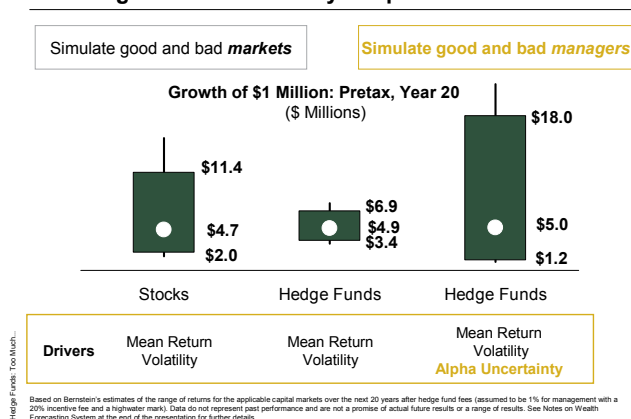 Simulate good and bad markets
Simulate good and bad managers
Growth of $1 Million: Pretax, Year 20
($ Millions)
$11.4
$4.7
$2.0
$6.9
$4.9
$3.4
$18.0
$5.0
$1.2
Stocks
Hedge Funds
Hedge Funds
Drivers
Mean Return
Volatility
Mean Return
Volatility
Mean Return
Volatility
Alpha Uncertainty
Hedge Funds: Too Much...
Based on Bernstein's estimates of the range of returns for the applicable capital markets over the next 20 years after hedge fund fees (assumed to be 1% for management with a
20% incentive fee and a highwater mark). Data do not represent past performance and are not a promise of actual future results or a range of results. See Notes on Wealth
Forecasting System at the end of the presentation for further details.